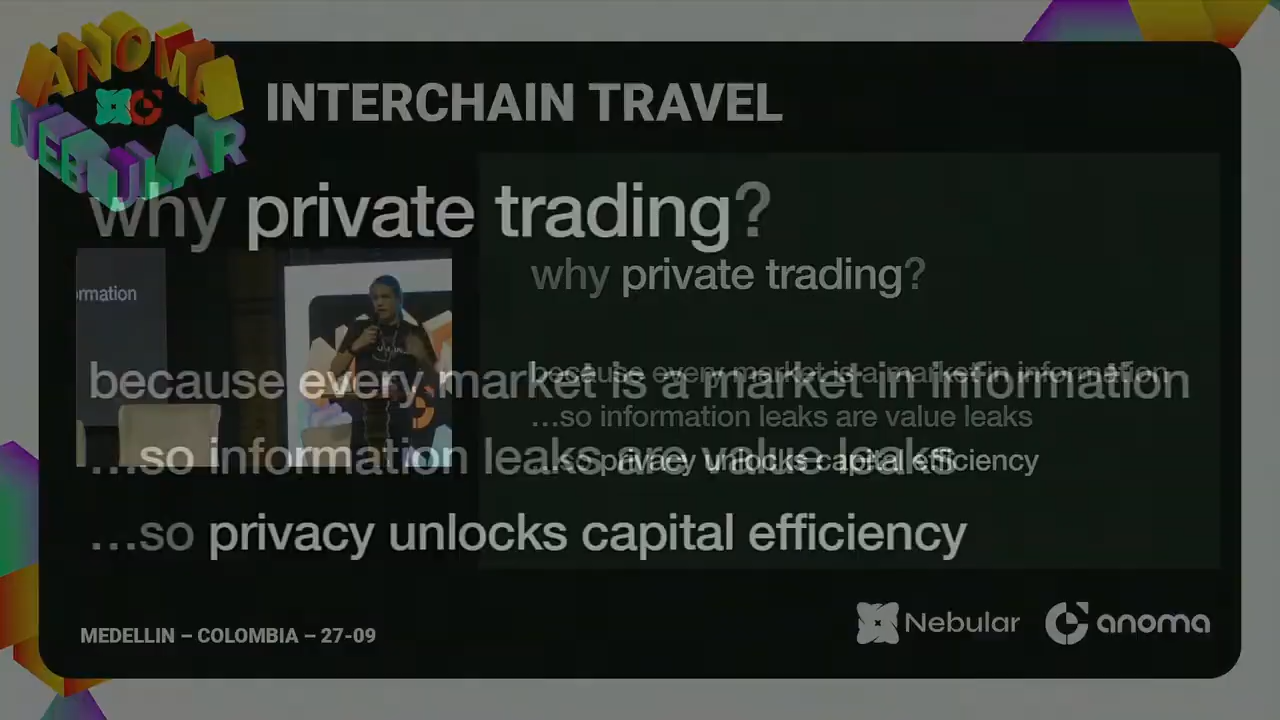 ANOMA
NEBULAR
INTERCHAIN TRAVEL
why private trading?
because every market is a market in information
...so information leaks are value leaks
...so privacy unlocks capital efficiency
ormation
why private trading?
because every market is a market in information
...so information leaks are value leaks
...so privacy unlocks capital efficiency
MEDELLIN – COLOMBIA – 27-09
Nebular
anoma